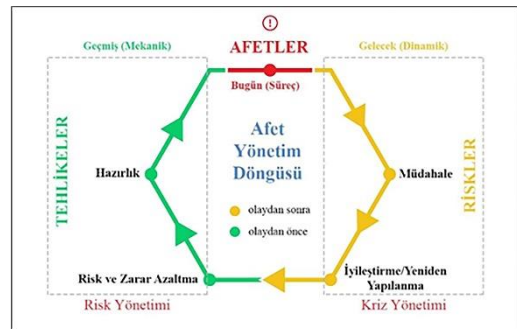 Geçmiş (Mekanik)
AFETLER
Gelecek (Dinamik)
Bugün (Süreç)
TEHLİKELER
Afet
Yönetim
Döngüsü
RİSKLER
Hazırlık
Müdahale
olaydan sonra
olaydan önce
Risk ve Zarar Azaltma
İyileştirme/Yeniden
Yapılanma
Risk Yönetimi
Kriz Yönetimi